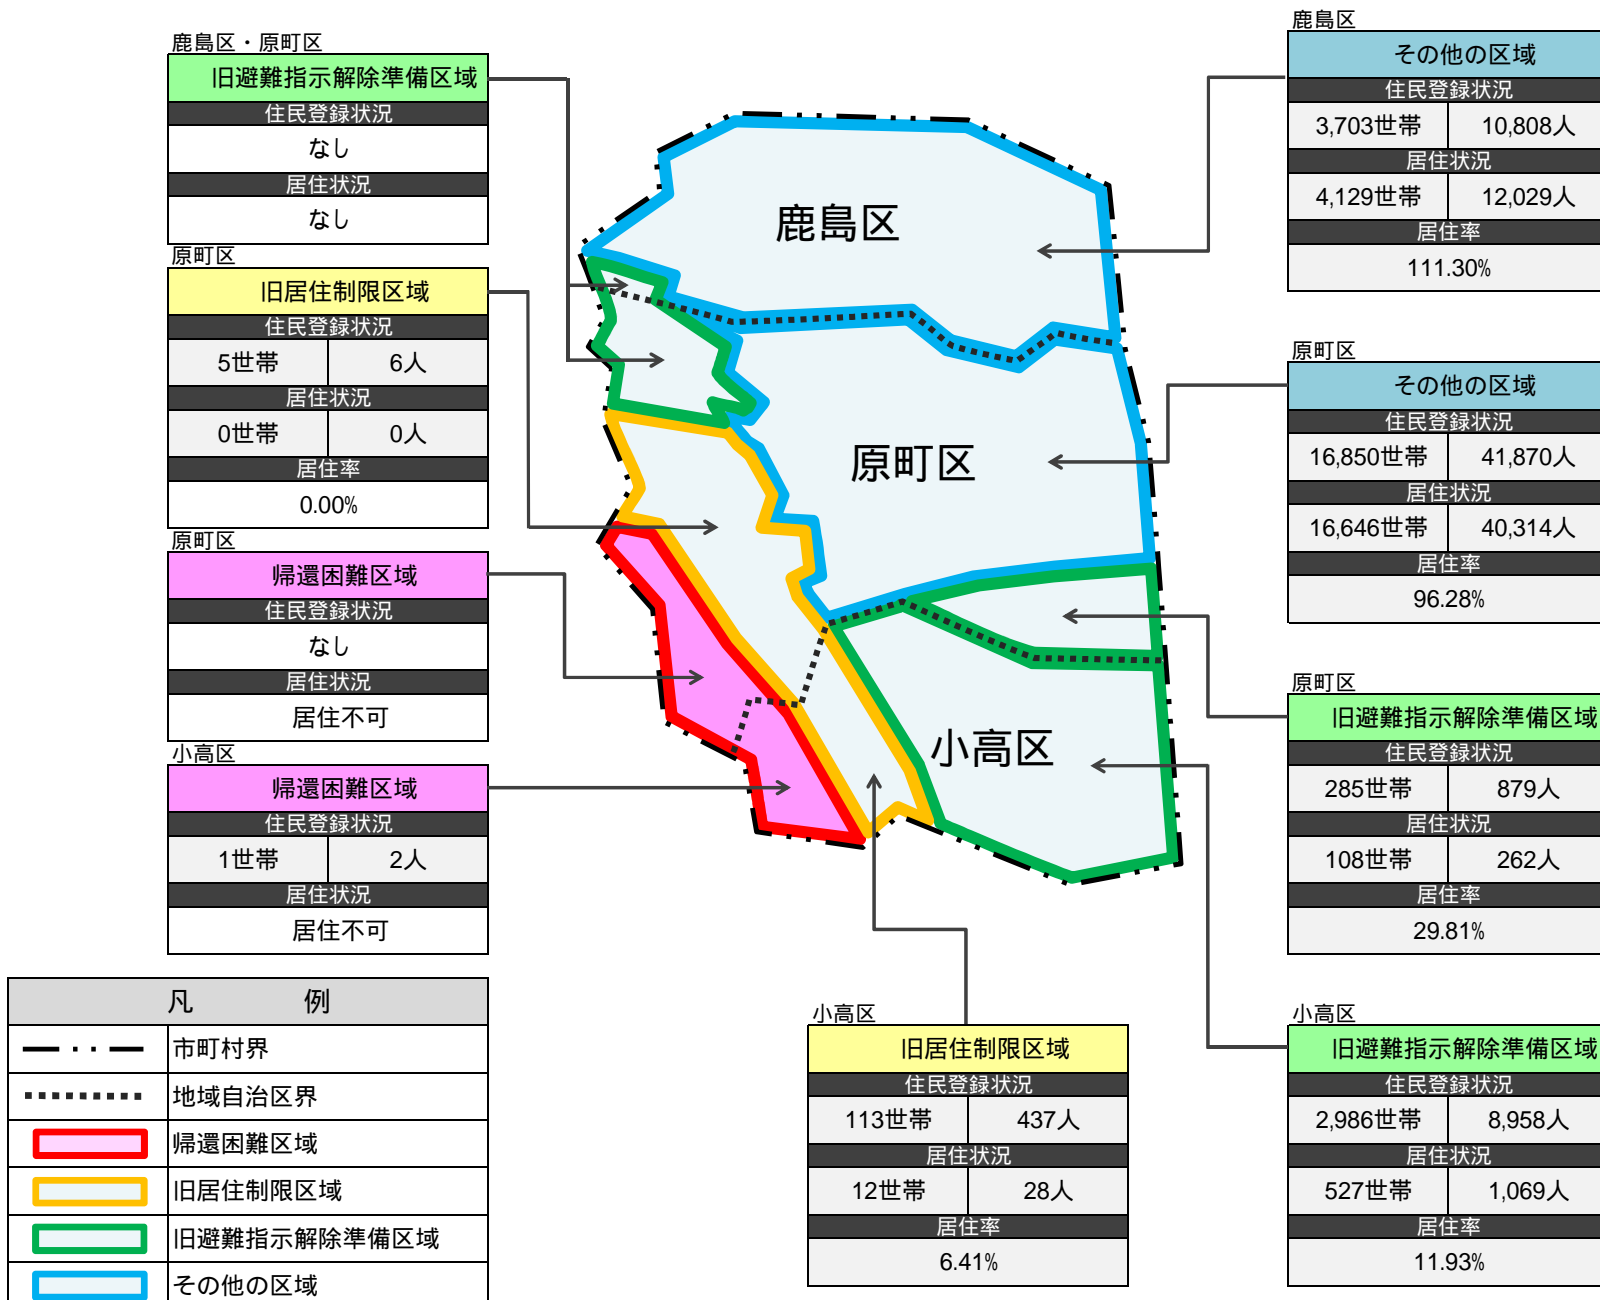 鹿島区・原町区
旧避難指示解除準備区域
住民登録状況
なし
居住状況
なし
原町区
旧居住制限区域
住民登録状況
5世帯 6人
居住状況
0世帯 0人
居住率
0.00%
原町区
帰還困難区域
住民登録状況
なし
居住状況
居住不可
小高区
帰還困難区域
住民登録状況
1世帯 2人
居住状況
居住不可
凡 例
市町村界
地域自治区界
帰還困難区域
旧居住制限区域
旧避難指示解除準備区域
その他の区域
鹿島区
原町区
小高区
小高区
旧居住制限区域
住民登録状況
113世帯 437人
居住状況
12世帯 28人
居住率
6.41%
鹿島区
その他の区域
住民登録状況
3,703世帯 10,808人
居住状況
4,129世帯 12,029人
居住率
111.30%
原町区
その他の区域
住民登録状況
16,850世帯 41,870人
居住状況
16,646世帯 40,314人
居住率
96.28%
原町区
旧避難指示解除準備区域
住民登録状況
285世帯 879人
居住状況
108世帯 262人
居住率
29.81%
小高区
旧避難指示解除準備区域
住民登録状況
2,986世帯 8,958人
居住状況
527世帯 1,069人
居住率
11.93%